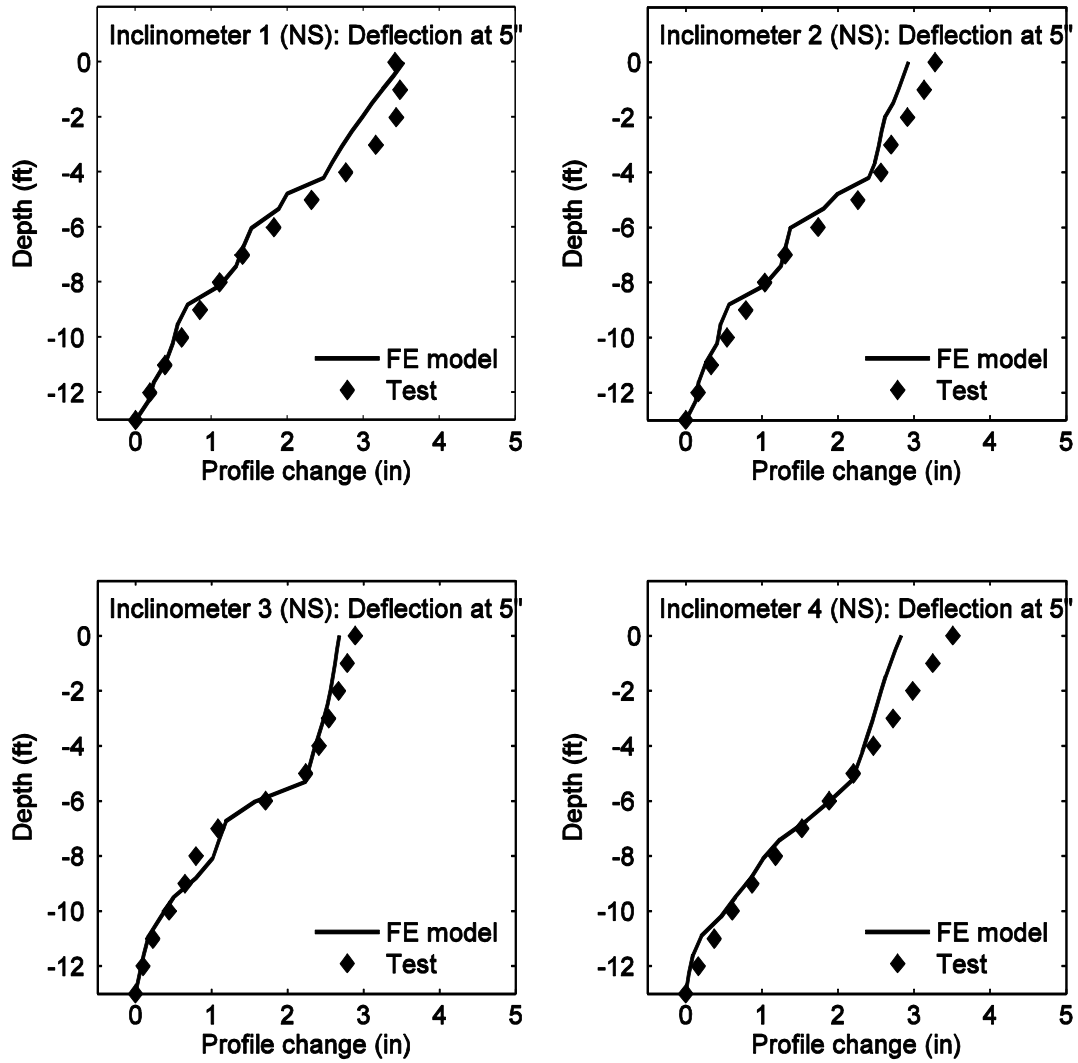 Inclinometer 1 (NS): Deflection at 5"
0
-2
-4
-6
-8
-10
-12
Depth (ft)
FE model
Test
0 1 2 3 4 5
Profile change (in)
Inclinometer 2 (NS): Deflection at 5"
0
-2
-4
-6
-8
-10
-12
Depth (ft)
FE model
Test
0 1 2 3 4 5
Profile change (in)
Inclinometer 3 (NS): Deflection at 5"
0
-2
-4
-6
-8
-10
-12
Depth (ft)
FE model
Test
0 1 2 3 4 5
Profile change (in)
Inclinometer 4 (NS): Deflection at 5"
0
-2
-4
-6
-8
-10
-12
Depth (ft)
FE model
Test
0 1 2 3 4 5
Profile change (in)